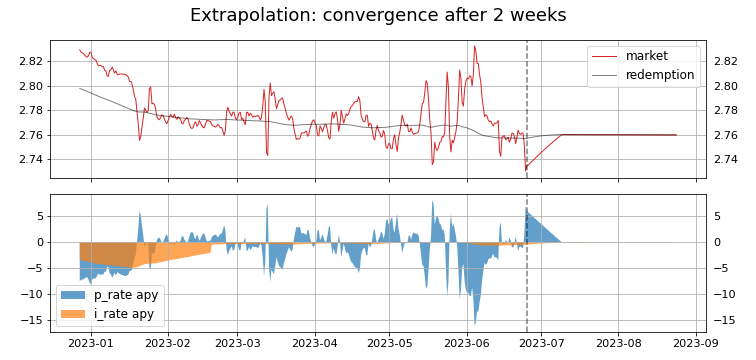 Extrapolation: convergence after 2 weeks
2.82 2.82
2.80 2.80
2.78 2.78
2.76 2.76
2.74 2.74
market
redemption
5 5
0 0
−5 −5
−10 −10
−15 −15
p_rate apy
i_rate apy
2023-01 2023-02 2023-03 2023-04 2023-05 2023-06 2023-07 2023-08 2023-09